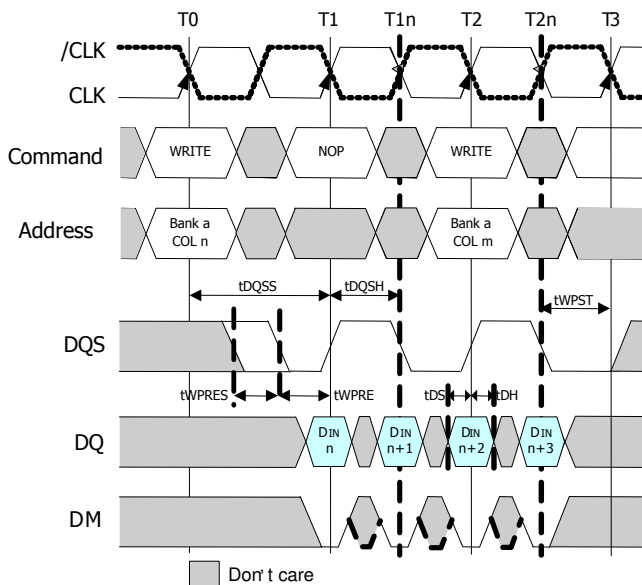 T0 T1 T1n T2 T2n T3
/CLK
CLK
Command WRITE NOP WRITE
Address Bank a COL n Bank a COL m
tDQSS tDQSH tWPST
DQS
tWPRES tWPRE tDS tDH
DQ DIN n DIN n+1 DIN n+2 DIN n+3
DM
Don't care